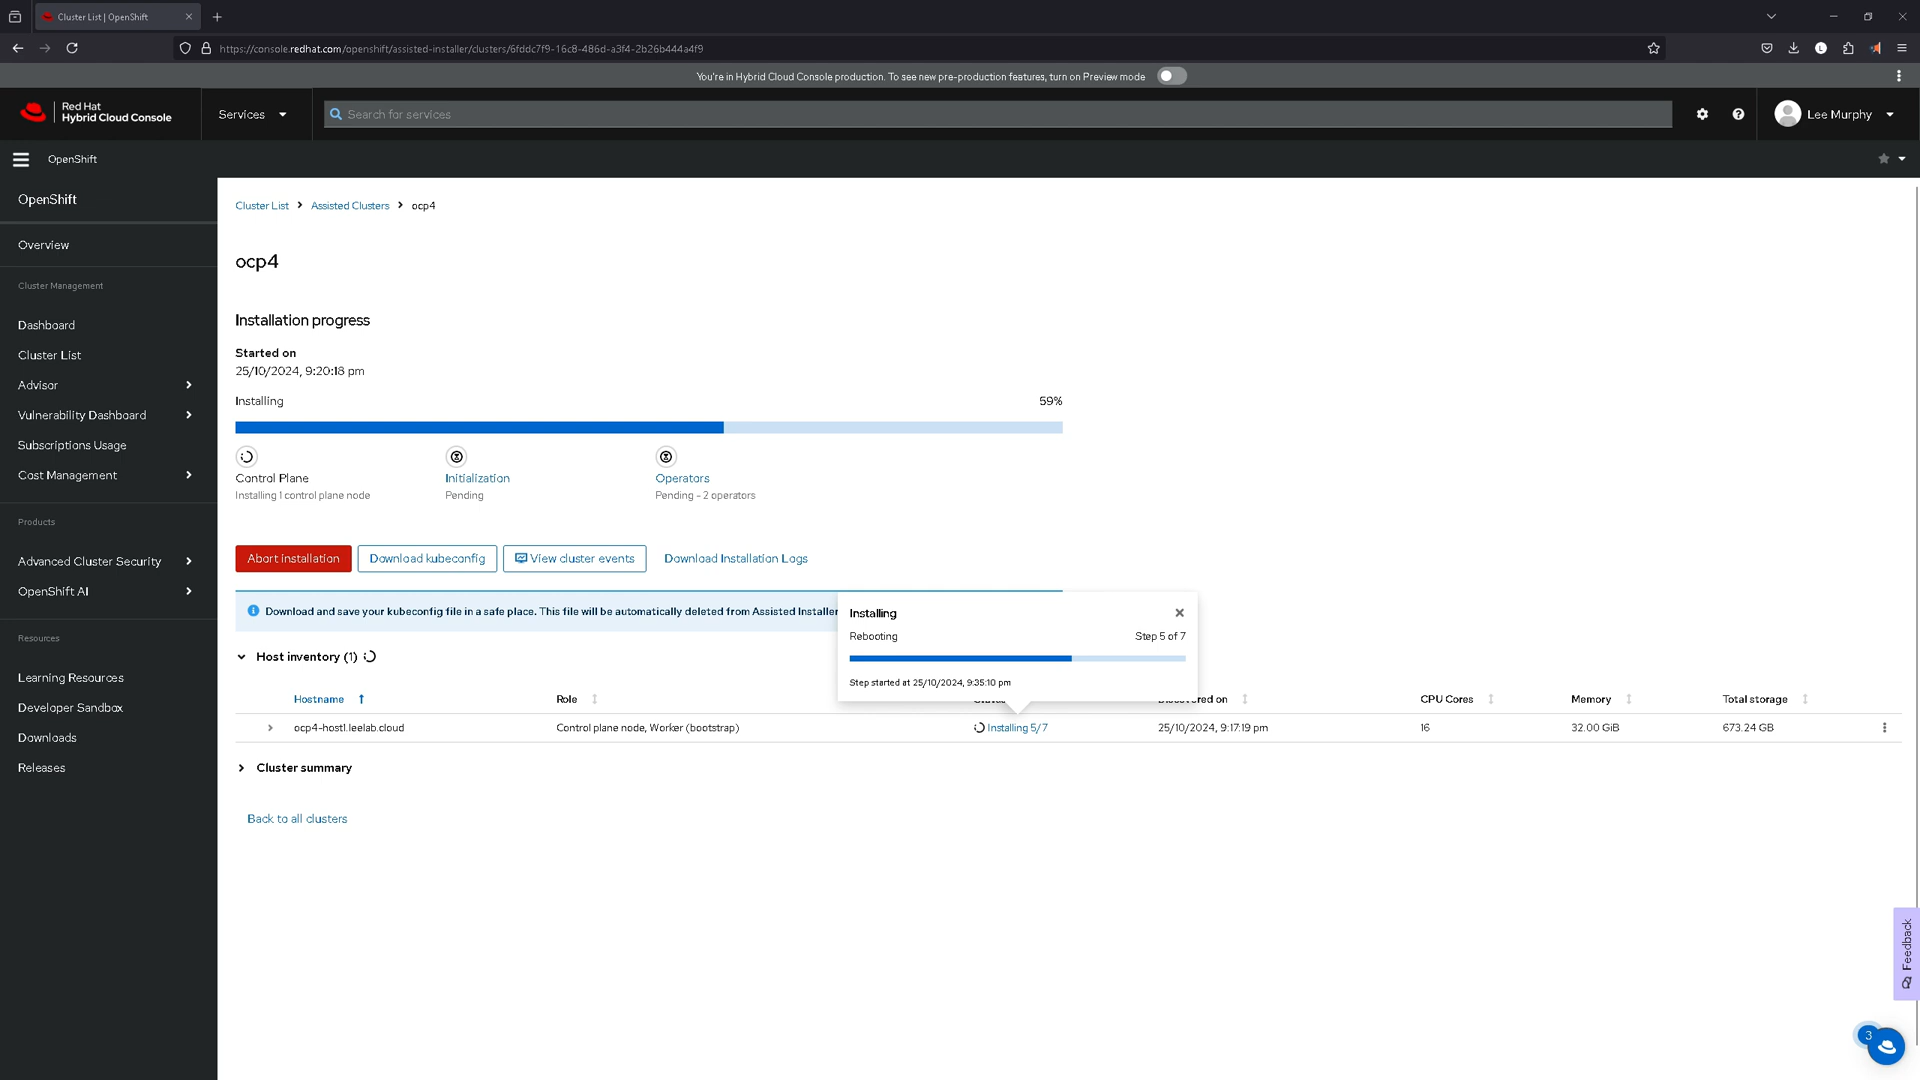 Cluster List | OpenShift
https://console.redhat.com/openshift/assisted-installer/clusters/6fddc7f9-16c8-486d-a3f4-2b26b444a4f9
You're in Hybrid Cloud Console production. To see new pre-production features, turn on Preview mode
Red Hat
Hybrid Cloud Console
Services
Search for services
Lee Murphy
OpenShift
OpenShift
Overview
Cluster Management
Dashboard
Cluster List
Advisor
Vulnerability Dashboard
Subscriptions Usage
Cost Management
Products
Advanced Cluster Security
OpenShift AI
Resources
Learning Resources
Developer Sandbox
Downloads
Releases
Cluster List > Assisted Clusters > ocp4
ocp4
Installation progress
Started on
25/10/2024, 9:20:18 pm
Installing 59%
Control Plane
Installing 1 control plane node
Initialization
Pending
Operators
Pending - 2 operators
Abort installation Download kubeconfig View cluster events Download Installation Logs
Download and save your kubeconfig file in a safe place. This file will be automatically deleted from Assisted Installer
Installing
Rebooting Step 5 of 7
Step started at 25/10/2024, 9:35:10 pm
Host inventory (1)
Hostname Role CPU Cores Memory Total storage
ocp4-host1.leelab.cloud Control plane node, Worker (bootstrap) Installing 5/7 25/10/2024, 9:17:19 pm 16 32.00 GiB 673.24 GB
Cluster summary
Back to all clusters
Feedback
3